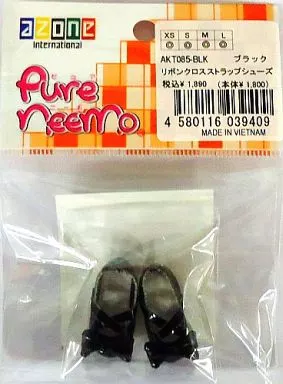 azone
international
XS S M L
◎ ◎ ◎ ◎
Pure
neemo
AKT085-BLK ブラック
リボンクロスストラップシューズ
税込¥1,890 (本体¥1,800)
4 580116 039409
MADE IN VIETNAM